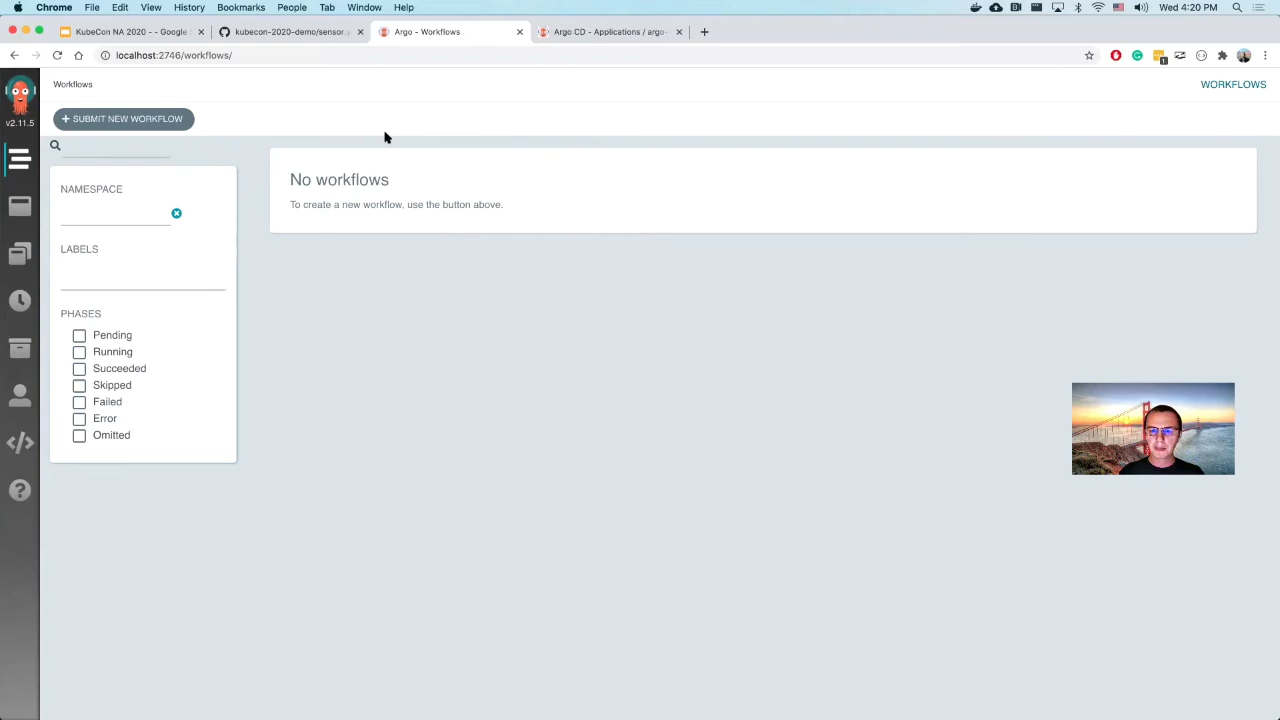 Chrome File Edit View History Bookmarks People Tab Window Help Wed 4:20 PM
KubeCon NA 2020 - - Google kubecon-2020-demo/sensor.y Argo - Workflows Argo CD - Applications / argo-r
localhost:2746/workflows/
Workflows WORKFLOWS
v2.11.5
SUBMIT NEW WORKFLOW
No workflows
To create a new workflow, use the button above.
NAMESPACE
LABELS
PHASES
Pending
Running
Succeeded
Skipped
Failed
Error
Omitted